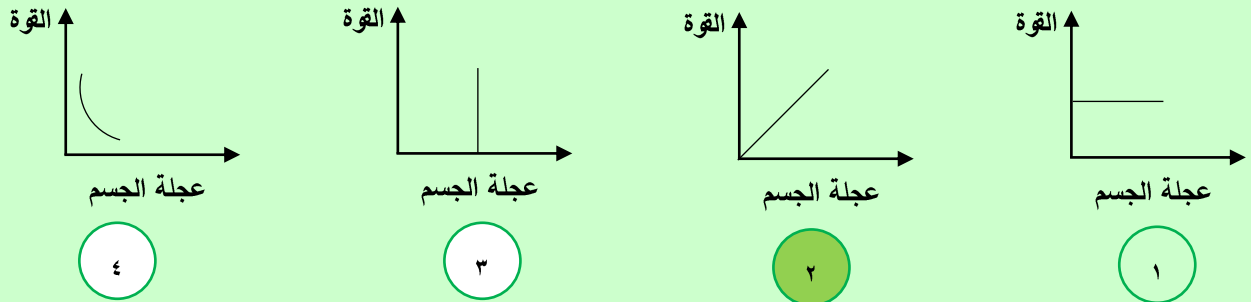 القوة
عجلة الجسم
١
القوة
عجلة الجسم
٢
القوة
عجلة الجسم
٣
القوة
عجلة الجسم
٤